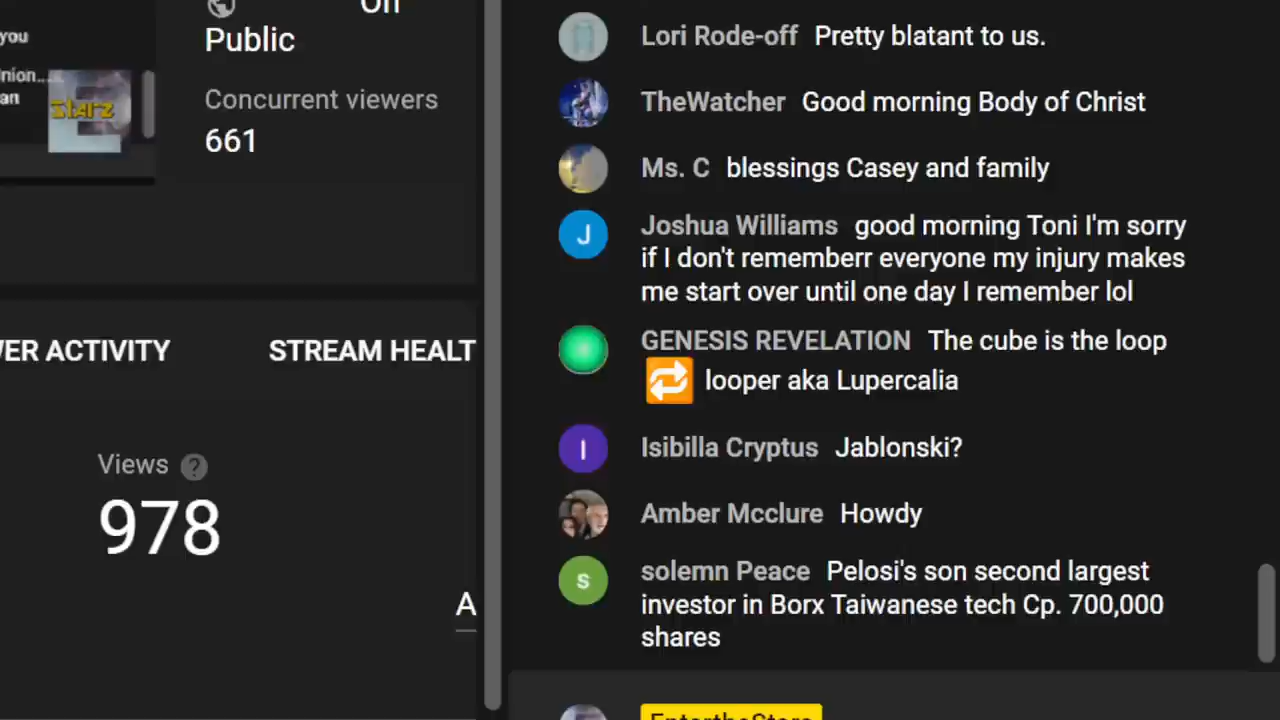 you
Off
Public
nion...
an
Starz
E
Concurrent viewers
661
VER ACTIVITY
STREAM HEALT
Views ?
978
A
Lori Rode-off Pretty blatant to us.
TheWatcher Good morning Body of Christ
Ms. C blessings Casey and family
J
Joshua Williams good morning Toni I'm sorry
if I don't rememberr everyone my injury makes
me start over until one day I remember lol
GENESIS REVELATION The cube is the loop
🔁 looper aka Lupercalia
I
Isibilla Cryptus Jablonski?
Amber Mcclure Howdy
S
solemn Peace Pelosi's son second largest
investor in Borx Taiwanese tech Cp. 700,000
shares
EntertheStarz